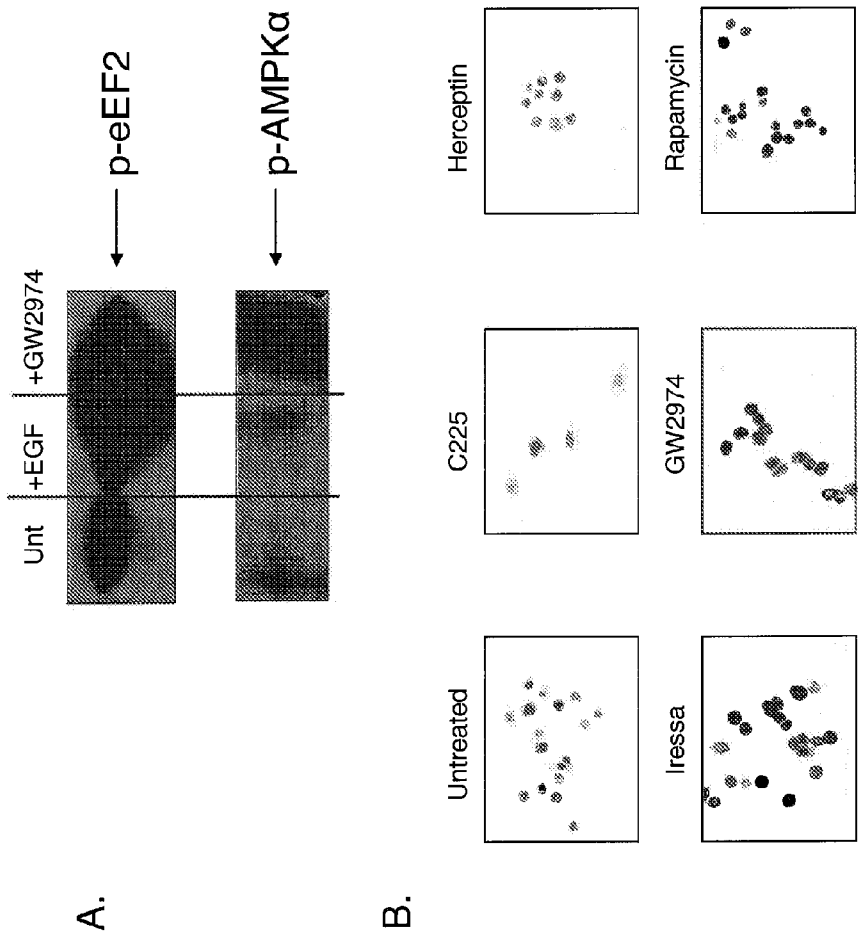 A.
Unt
+EGF
+GW2974
p-eEF2
p-AMPKα
B.
Untreated
C225
Herceptin
Iressa
GW2974
Rapamycin